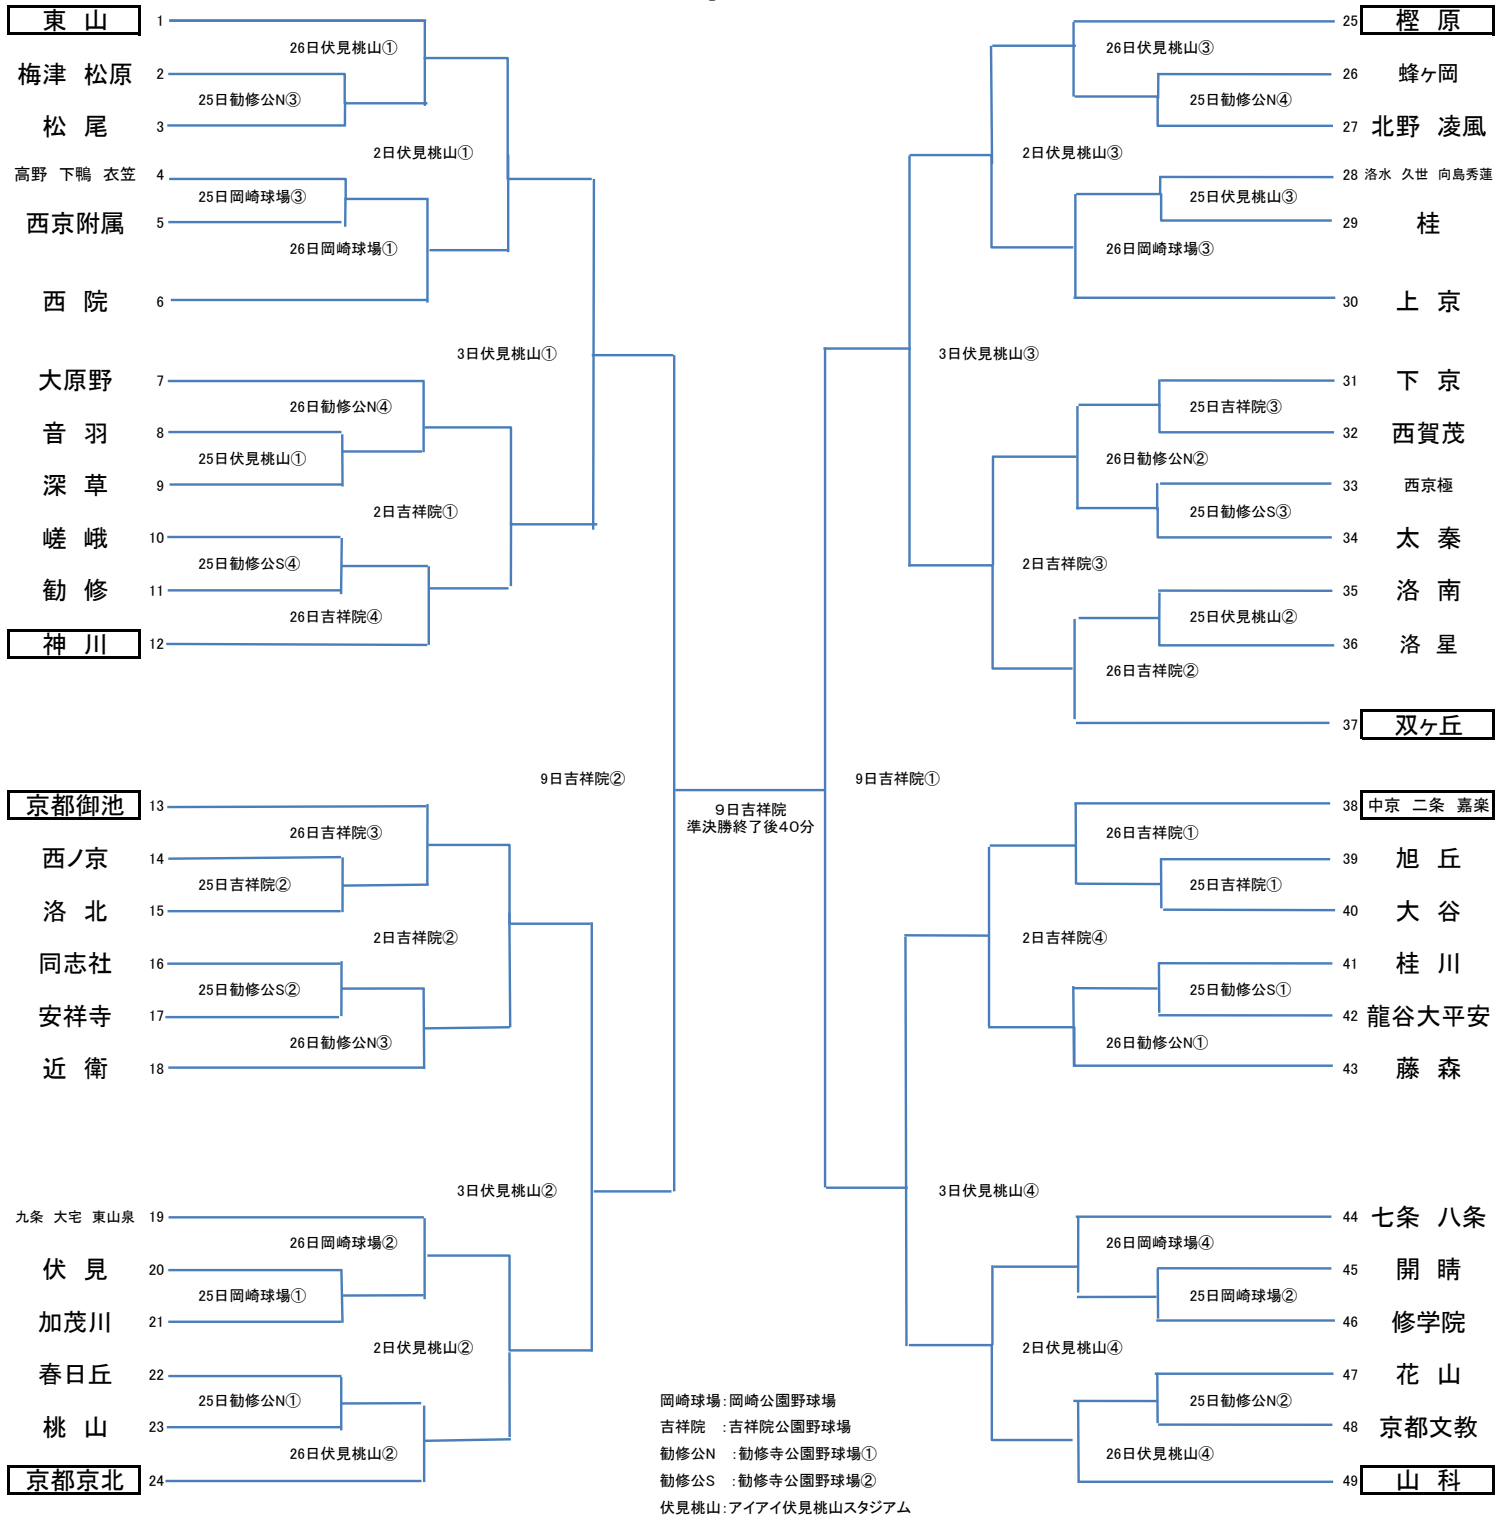 東 山 1
26日伏見桃山①
梅津 松原 2
25日勧修公N③
松 尾 3
2日伏見桃山①
高野 下鴨 衣笠 4
25日岡崎球場③
西京附属 5
26日岡崎球場①
西 院 6
3日伏見桃山①
大原野 7
26日勧修公N④
音 羽 8
25日伏見桃山①
深 草 9
2日吉祥院①
嵯 峨 10
25日勧修公S④
勧 修 11
26日吉祥院④
神 川 12
9日吉祥院②
京都御池 13
26日吉祥院③
西ノ京 14
25日吉祥院②
洛 北 15
2日吉祥院②
同志社 16
25日勧修公S②
安祥寺 17
26日勧修公N③
近 衛 18
3日伏見桃山②
九条 大宅 東山泉 19
26日岡崎球場②
伏 見 20
25日岡崎球場①
加茂川 21
2日伏見桃山②
春日丘 22
25日勧修公N①
桃 山 23
26日伏見桃山②
京都京北 24
9日吉祥院
準決勝終了後40分
25 樫 原
26日伏見桃山③
26 蜂ヶ岡
25日勧修公N④
27 北野 凌風
2日伏見桃山③
28 洛水 久世 向島秀蓮
25日伏見桃山③
29 桂
26日岡崎球場③
30 上 京
3日伏見桃山③
31 下 京
25日吉祥院③
32 西賀茂
26日勧修公N②
33 西京極
25日勧修公S③
34 太 秦
2日吉祥院③
35 洛 南
25日伏見桃山②
36 洛 星
26日吉祥院②
37 双ヶ丘
9日吉祥院①
38 中京 二条 嘉楽
26日吉祥院①
39 旭 丘
25日吉祥院①
40 大 谷
2日吉祥院④
41 桂 川
25日勧修公S①
42 龍谷大平安
26日勧修公N①
43 藤 森
3日伏見桃山④
44 七条 八条
26日岡崎球場④
45 開 睛
25日岡崎球場②
46 修学院
2日伏見桃山④
47 花 山
25日勧修公N②
48 京都文教
26日伏見桃山④
49 山 科
岡崎球場：岡崎公園野球場
吉祥院 ：吉祥院公園野球場
勧修公N ：勧修寺公園野球場①
勧修公S ：勧修寺公園野球場②
伏見桃山：アイアイ伏見桃山スタジアム